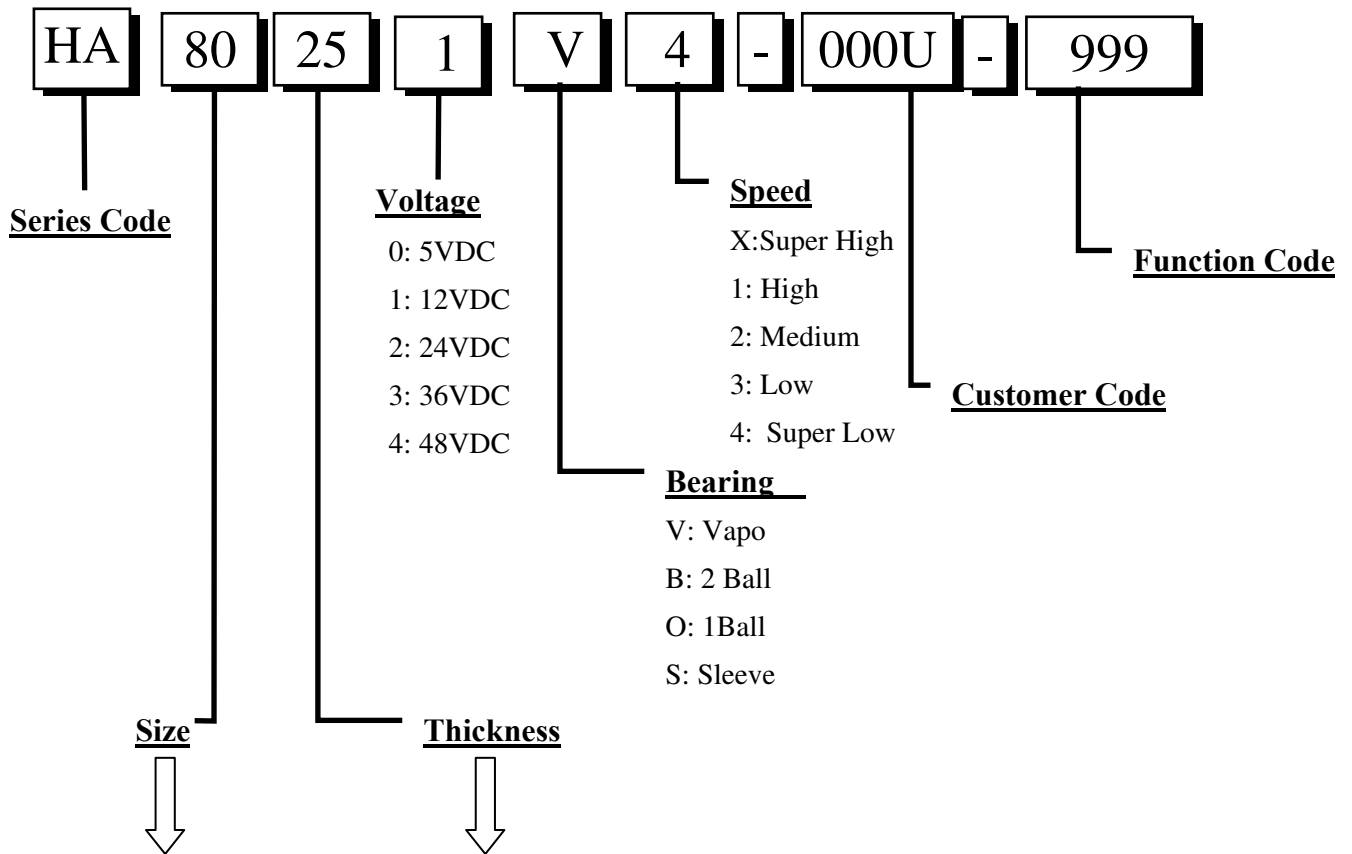 HA 80 25 1 V 4 - 000U - 999
Series Code
Voltage
0: 5VDC
1: 12VDC
2: 24VDC
3: 36VDC
4: 48VDC
Speed
X:Super High
1: High
2: Medium
3: Low
4: Super Low
Function Code
Customer Code
Bearing
V: Vapo
B: 2 Ball
O: 1Ball
S: Sleeve
Size
Thickness